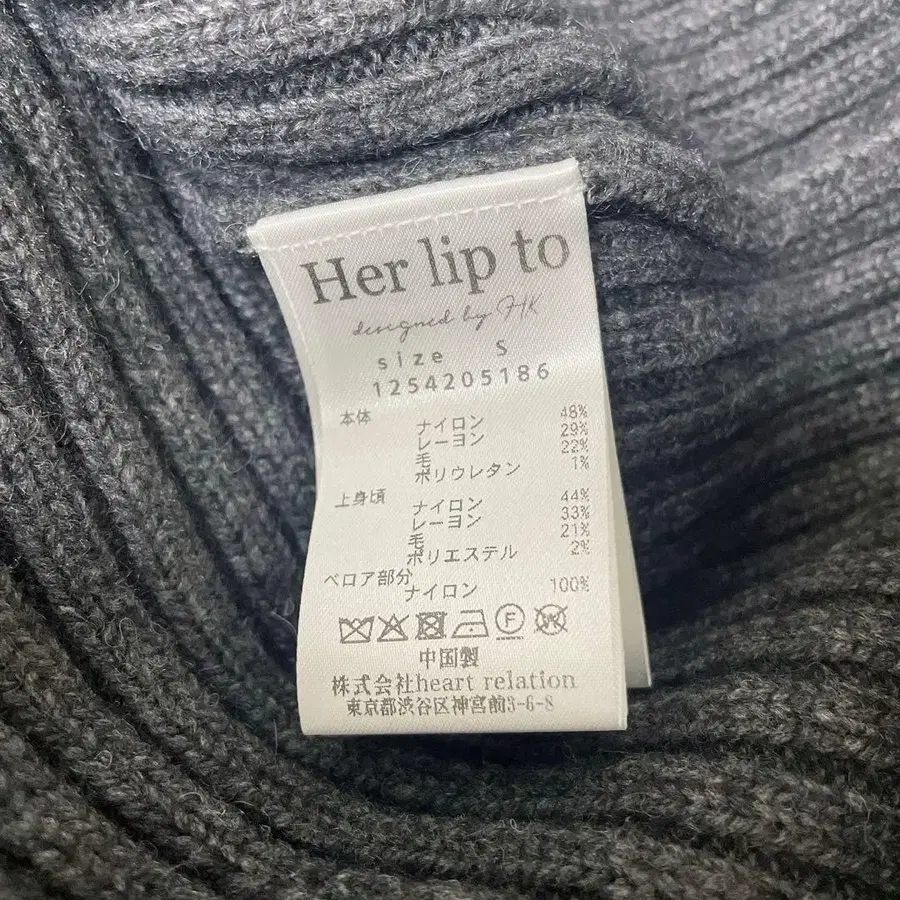 Her lip to
designed by HK
size S
1254205186
本体 ナイロン 48%
レーヨン 29%
毛 22%
ポリウレタン 1%
上身頃 ナイロン 44%
レーヨン 33%
毛 21%
ポリエステル 2%
ベロア部分 ナイロン 100%
F W
中国製
株式会社heart relation
東京都渋谷区神宮前3-6-8